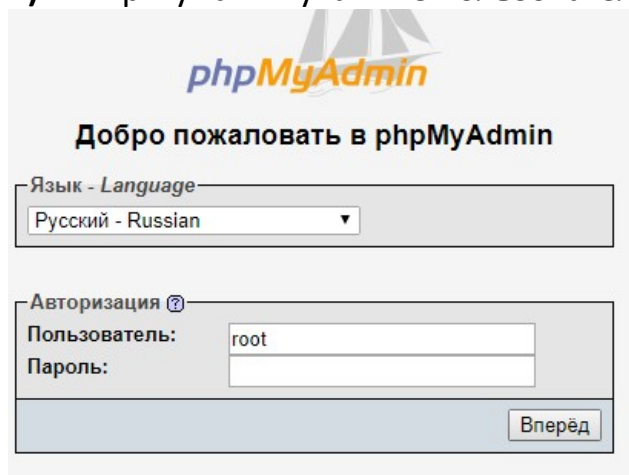 phpMyAdmin
Добро пожаловать в phpMyAdmin
Язык - Language
Русский - Russian
Авторизация
Пользователь: root
Пароль:
Вперёд